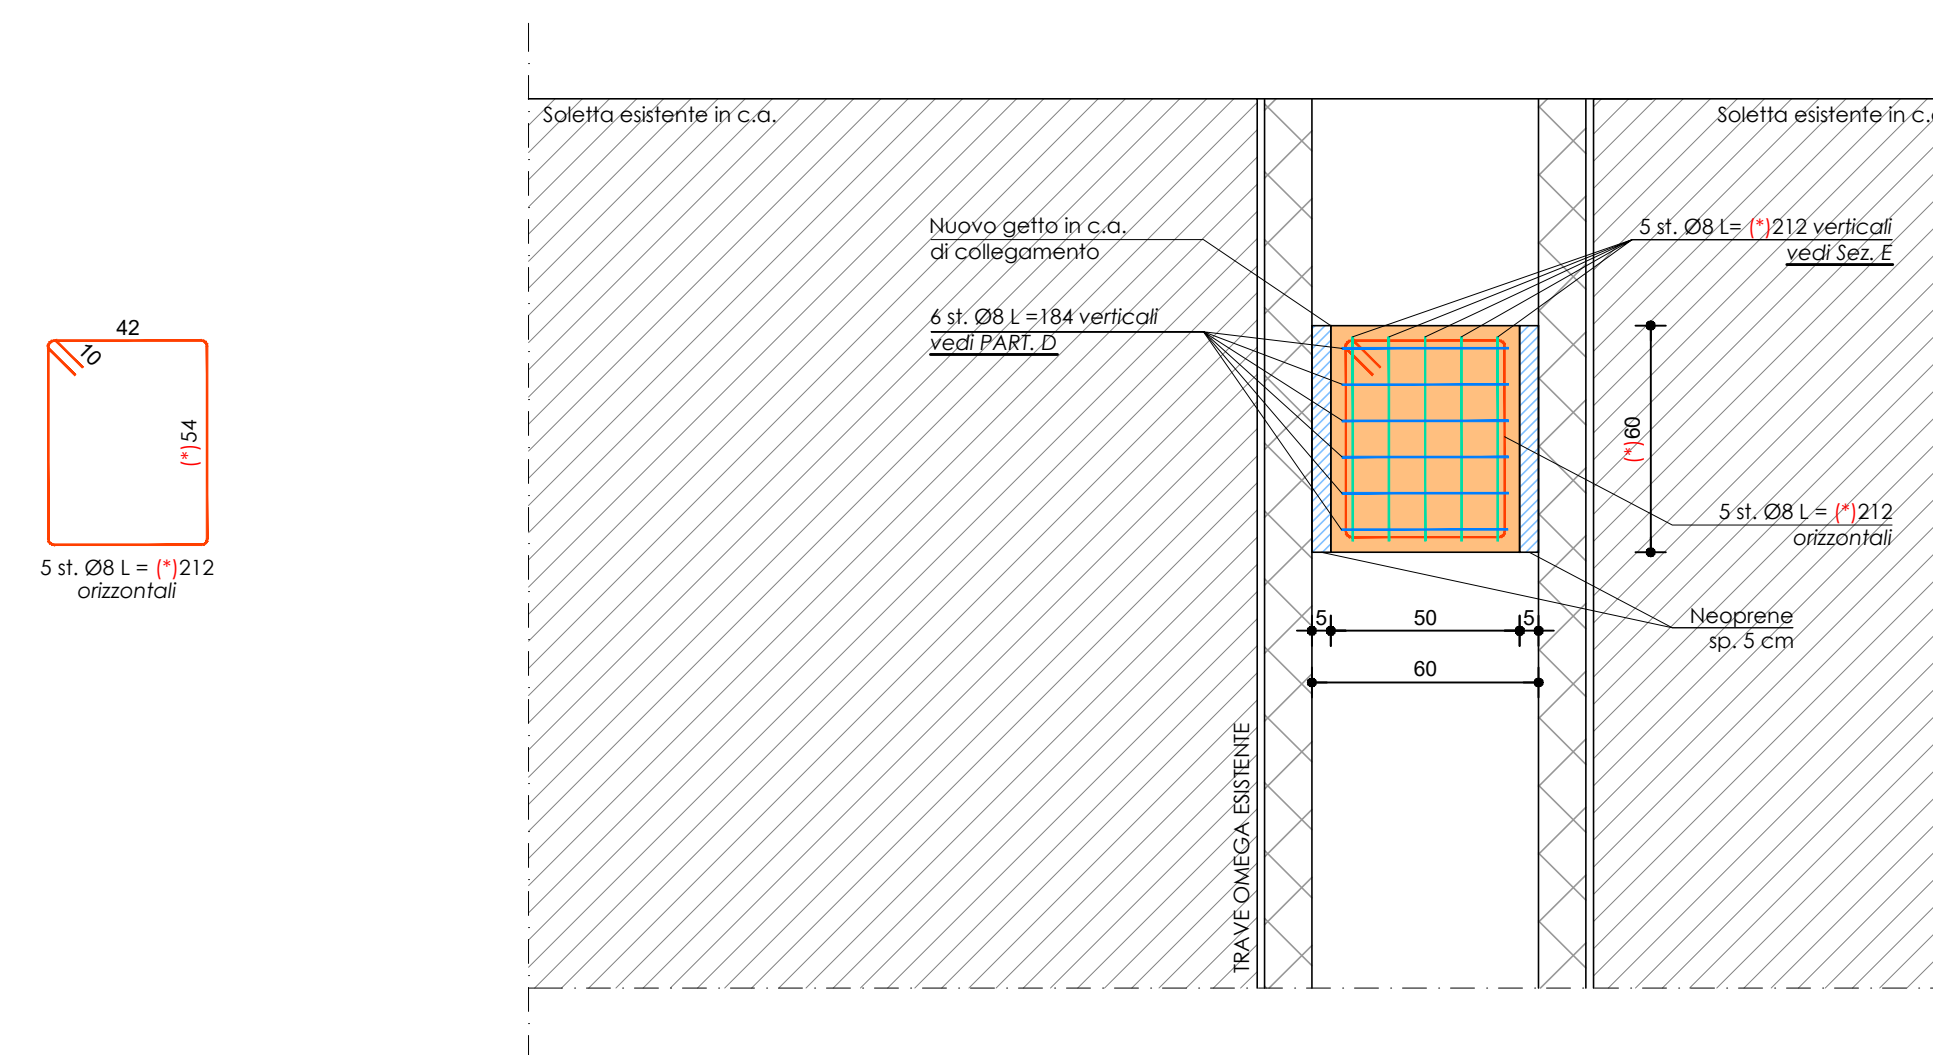 Soletta esistente in c.a.
Soletta esistente in c.
Nuovo getto in c.a.
di collegamento
5 st. Ø8 L= (*)212 verticali
vedi Sez. E
6 st. Ø8 L =184 verticali
vedi PART. D
42
10
(*)54
5 st. Ø8 L = (*)212
orizzontali
(*)60
5 st. Ø8 L = (*)212
orizzontali
5
50
5
60
Neoprene
sp. 5 cm
TRAVE OMEGA ESISTENTE